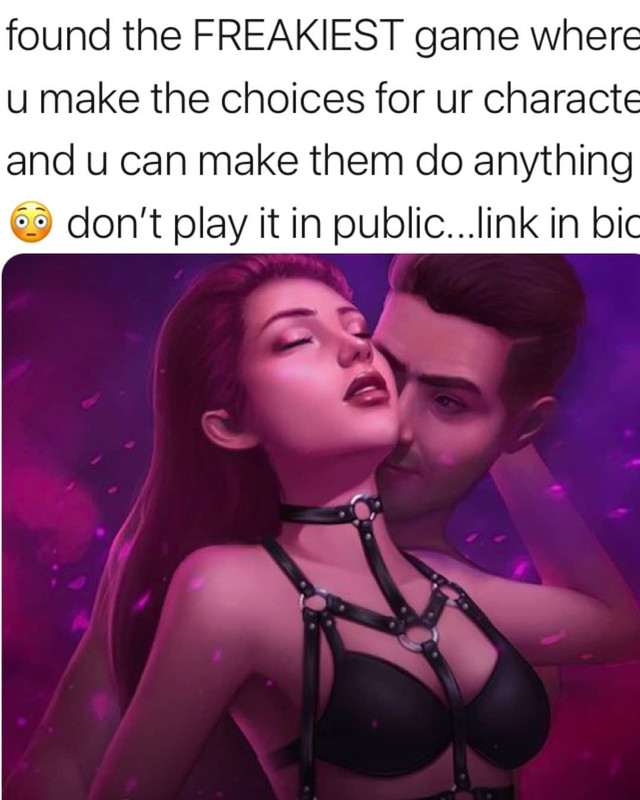 found the FREAKIEST game where
u make the choices for ur characte
and u can make them do anything
😳 don't play it in public...link in bio